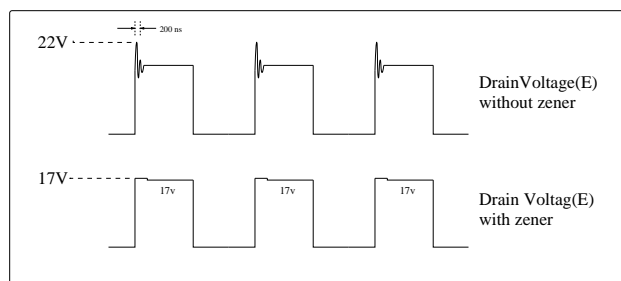 200 ns
22V
DrainVoltage(E)
without zener
17V
17v
17v
17v
Drain Voltag(E)
with zener